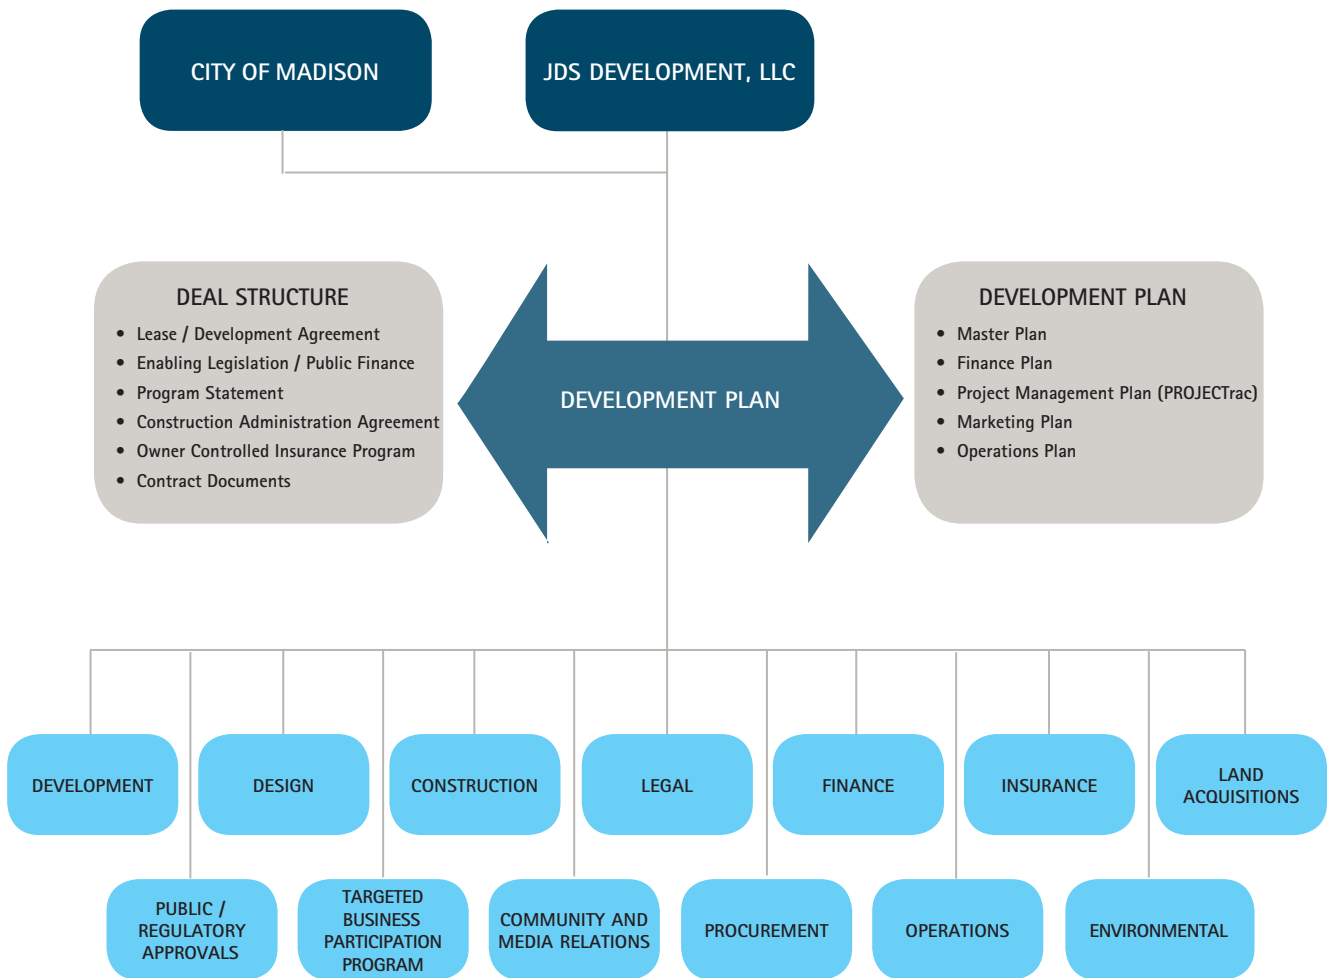 CITY OF MADISON
JDS DEVELOPMENT, LLC
DEAL STRUCTURE
• Lease / Development Agreement
• Enabling Legislation / Public Finance
• Program Statement
• Construction Administration Agreement
• Owner Controlled Insurance Program
• Contract Documents
DEVELOPMENT PLAN
DEVELOPMENT PLAN
• Master Plan
• Finance Plan
• Project Management Plan (PROJECTrac)
• Marketing Plan
• Operations Plan
DEVELOPMENT
DESIGN
CONSTRUCTION
LEGAL
FINANCE
INSURANCE
LAND
ACQUISITIONS
PUBLIC /
REGULATORY
APPROVALS
TARGETED
BUSINESS
PARTICIPATION
PROGRAM
COMMUNITY AND
MEDIA RELATIONS
PROCUREMENT
OPERATIONS
ENVIRONMENTAL